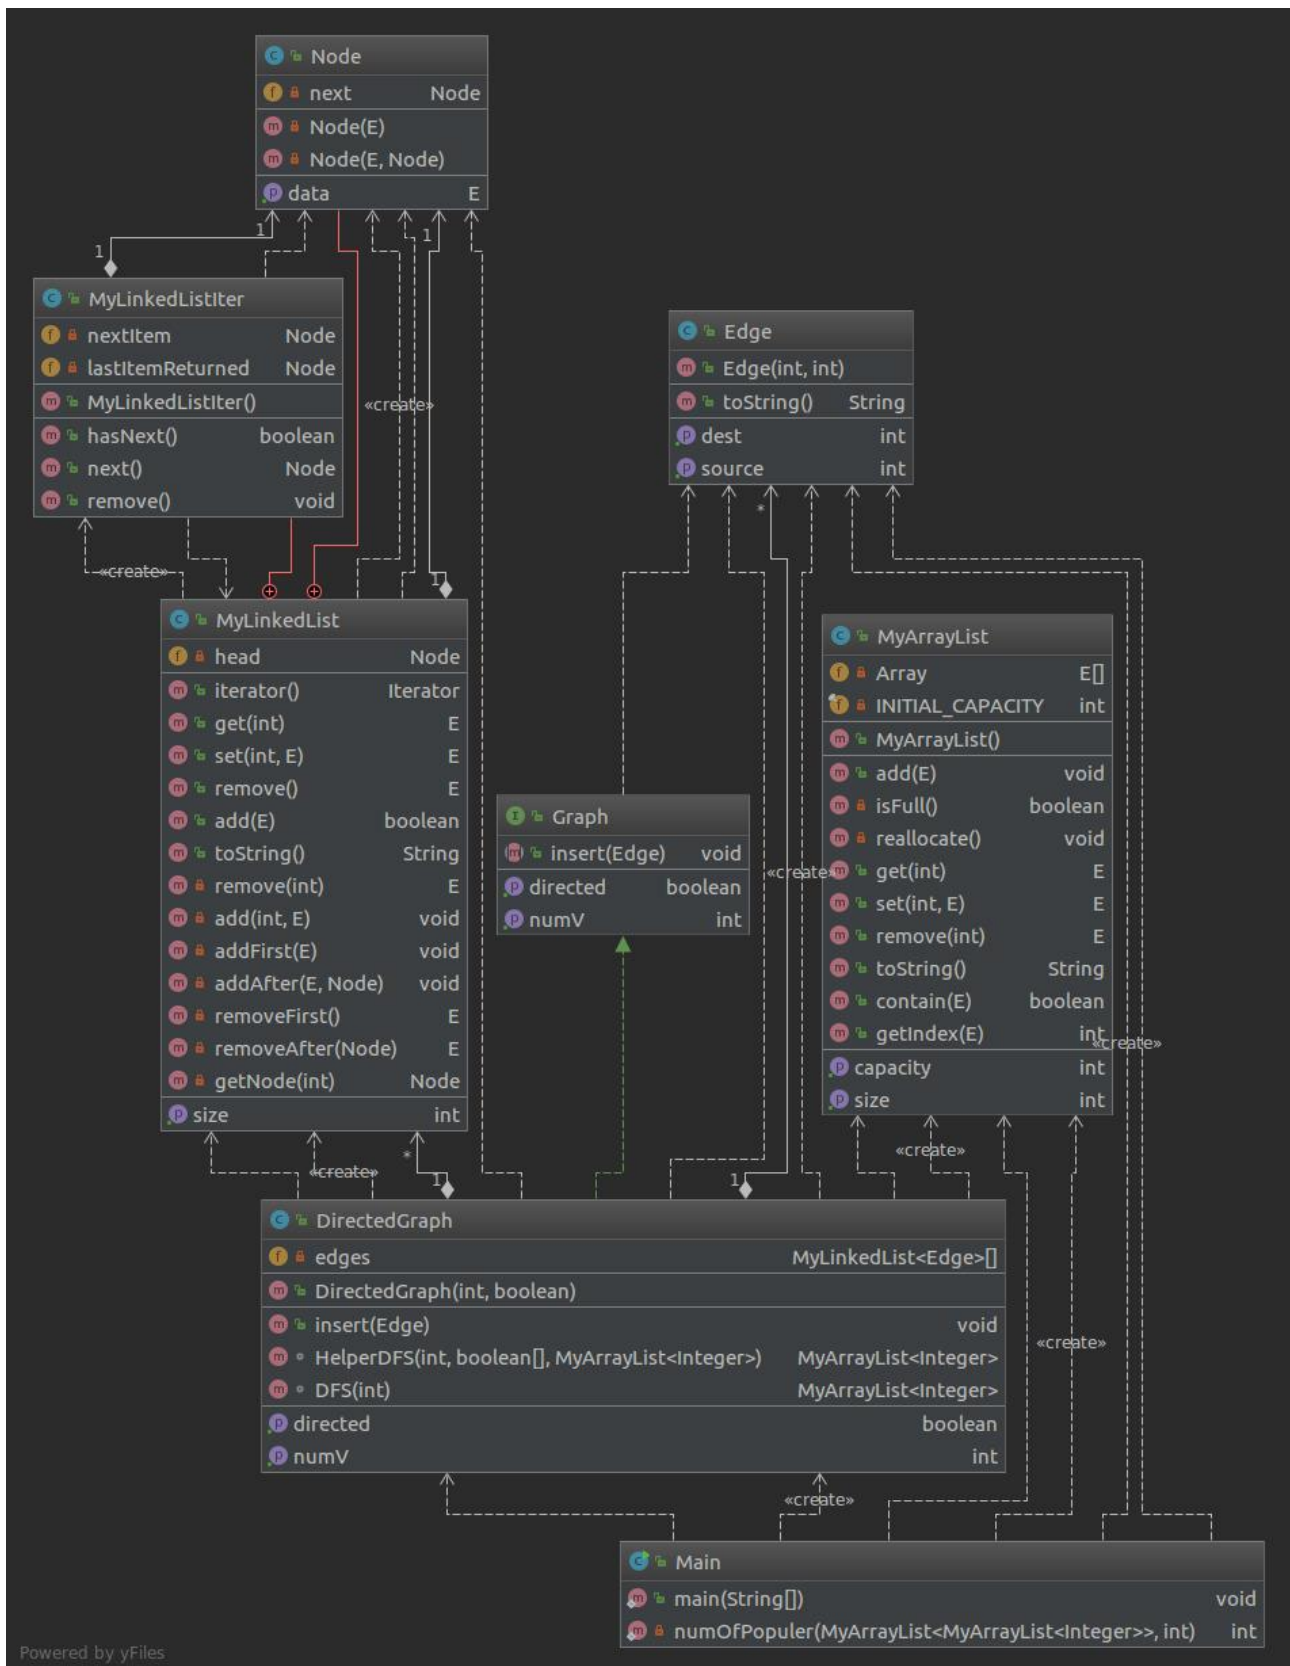 Node
next Node
Node(E)
Node(E, Node)
data E
1
1
1
MyLinkedListIter
nextItem Node
lastItemReturned Node
MyLinkedListIter()
hasNext() boolean
next() Node
remove() void
«create»
Edge
Edge(int, int)
toString() String
dest int
source int
*
«create»
1
MyLinkedList
head Node
iterator() Iterator
get(int) E
set(int, E) E
remove() E
add(E) boolean
toString() String
remove(int) E
add(int, E) void
addFirst(E) void
addAfter(E, Node) void
removeFirst() E
removeAfter(Node) E
getNode(int) Node
size int
MyArrayList
Array E[]
INITIAL_CAPACITY int
MyArrayList()
add(E) void
isFull() boolean
reallocate() void
get(int) E
set(int, E) E
remove(int) E
toString() String
contain(E) boolean
getIndex(E) int
capacity int
size int
Graph
insert(Edge) void
directed boolean
numV int
«create»
«create»
«create»
*
«create»
1
1
DirectedGraph
edges MyLinkedList<Edge>[]
DirectedGraph(int, boolean)
insert(Edge) void
HelperDFS(int, boolean[], MyArrayList<Integer>) MyArrayList<Integer>
DFS(int) MyArrayList<Integer>
directed boolean
numV int
«create»
«create»
Main
main(String[]) void
numOfPopuler(MyArrayList<MyArrayList<Integer>>, int) int
Powered by yFiles